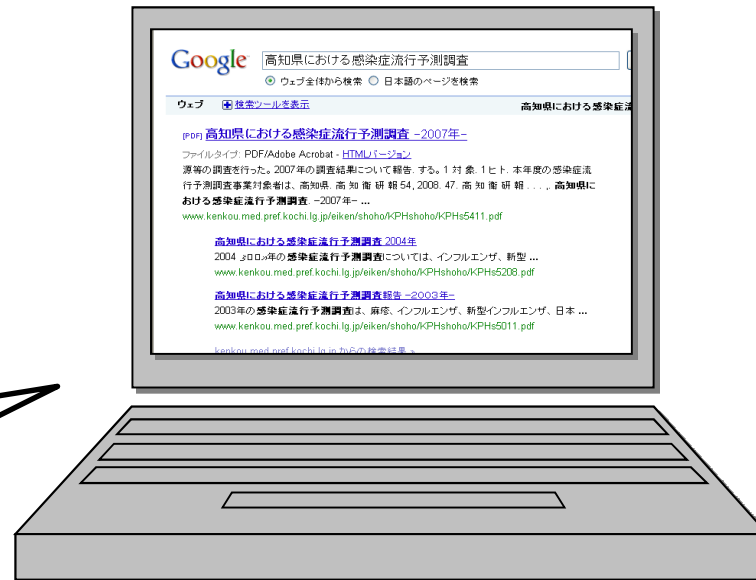 Google 高知県における感染症流行予測調査
ウェブ全体から検索 日本語のページを検索
ウェブ 検索ツールを表示 高知県における感染症流
[PDF] 高知県における感染症流行予測調査 -2007年-
ファイルタイプ: PDF/Adobe Acrobat - HTMLバージョン
源等の調査を行った。2007年の調査結果について報告. する。1 対 象. 1ヒト. 本年度の感染症流
行予測調査事業対象者は、高知県. 高 知 衛 研 報 54, 2008. 47. 高 知 衛 研 報 . . . ,. 高知県に
おける感染症流行予測調査. -2007年- ...
www.kenkou.med.pref.kochi.lg.jp/eiken/shoho/KPHshoho/KPHs5411.pdf
高知県における感染症流行予測調査 2004年
2004 年の 感染症流行予測調査については、インフルエンザ、新型 ...
www.kenkou.med.pref.kochi.lg.jp/eiken/shoho/KPHshoho/KPHs5208.pdf
高知県における感染症流行予測調査報告 -2003年-
2003年の 感染症流行予測調査は、麻疹、インフルエンザ、新型インフルエンザ、日本 ...
www.kenkou.med.pref.kochi.lg.jp/eiken/shoho/KPHshoho/KPHs5011.pdf
kenkou.med.pref.kochi.lg.jp からの検索結果 »